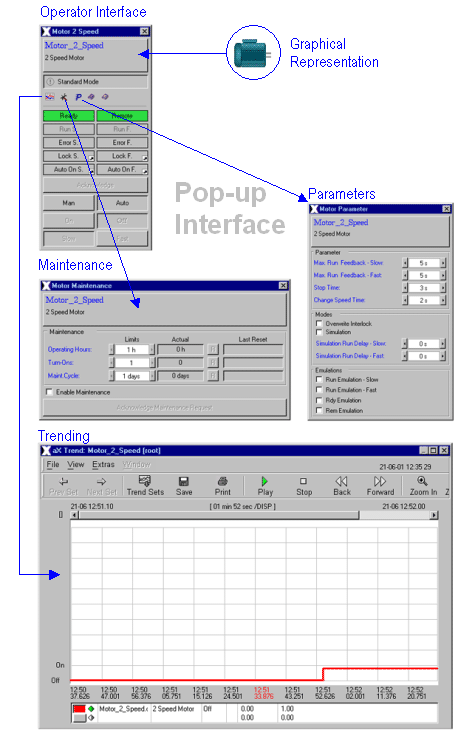 Operator Interface
Motor 2 Speed
Motor_2_Speed
2 Speed Motor
Graphical
Representation
Standard Mode
Ready Remote
Run S. Run F.
Error S. Error F.
Lock S. Lock F.
Auto On S. Auto On F.
Acknowledge
Man Auto
On Off
Slow Fast
Pop-up
Interface
Parameters
Motor Parameter
Motor_2_Speed
2 Speed Motor
Parameter
Max. Run Feedback - Slow: 5 s
Max. Run Feedback - Fast: 5 s
Stop Time: 3 s
Change Speed Time: 2 s
Modes
Overwrite Interlock
Simulation
Simulation Run Delay - Slow: 0 s
Simulation Run Delay - Fast: 0 s
Emulations
Run Emulation - Slow
Run Emulation - Fast
Rdy Emulation
Rem Emulation
Maintenance
Motor Maintenance
Motor_2_Speed
2 Speed Motor
Maintenance
Limits Actual Last Reset
Operating Hours: 1 h 0 h
Turn-Ons: 1 0
Maint Cycle: 1 days 0 days
Enable Maintenance
Acknowledge Maintenance Request
Trending
aX Trend: Motor_2_Speed [root]
File View Extras Window
21-06-01 12:35:29
Prev Set Next Set Trend Sets Save Print Play Stop Back Forward Zoom In Z
21-06 12:51.10 [ 01 min 52 sec /DISP ] 21-06 12:52.00
[]
On
Off
12:50 12:50 12:50 12:51 12:51 12:51 12:51 12:51 12:51 12:52 12:52 12:52
37.626 47.001 56.376 05.751 15.126 24.501 33.876 43.251 52.626 02.001 11.376 20.751
Motor_2_Speed. 2 Speed Motor Off 0.00 1.00
0.00 0.00